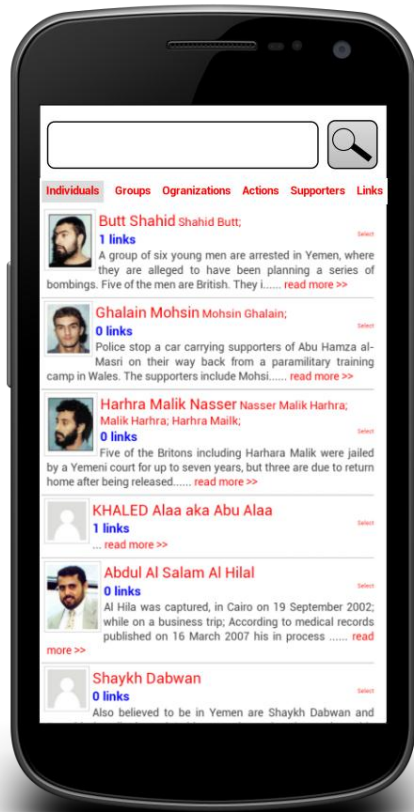 Individuals Groups Ogranizations Actions Supporters Links
Butt Shahid Shahid Butt;
1 links
Select
A group of six young men are arrested in Yemen, where
they are alleged to have been planning a series of
bombings. Five of the men are British. They i...... read more >>
Ghalain Mohsin Mohsin Ghalain;
0 links
Select
Police stop a car carrying supporters of Abu Hamza al-
Masri on their way back from a paramilitary training
camp in Wales. The supporters include Mohsi...... read more >>
Harhra Malik Nasser Nasser Malik Harhra;
Malik Harhra; Harhra Mailk;
0 links
Select
Five of the Britons including Harhara Malik were jailed
by a Yemeni court for up to seven years, but three are due to return
home after being released...... read more >>
KHALED Alaa aka Abu Alaa
1 links
Select
... read more >>
Abdul Al Salam Al Hilal
0 links
Select
Al Hila was captured, in Cairo on 19 September 2002;
while on a business trip; According to medical records
published on 16 March 2007 his in process ...... read
more >>
Shaykh Dabwan
0 links
Select
Also believed to be in Yemen are Shaykh Dabwan and